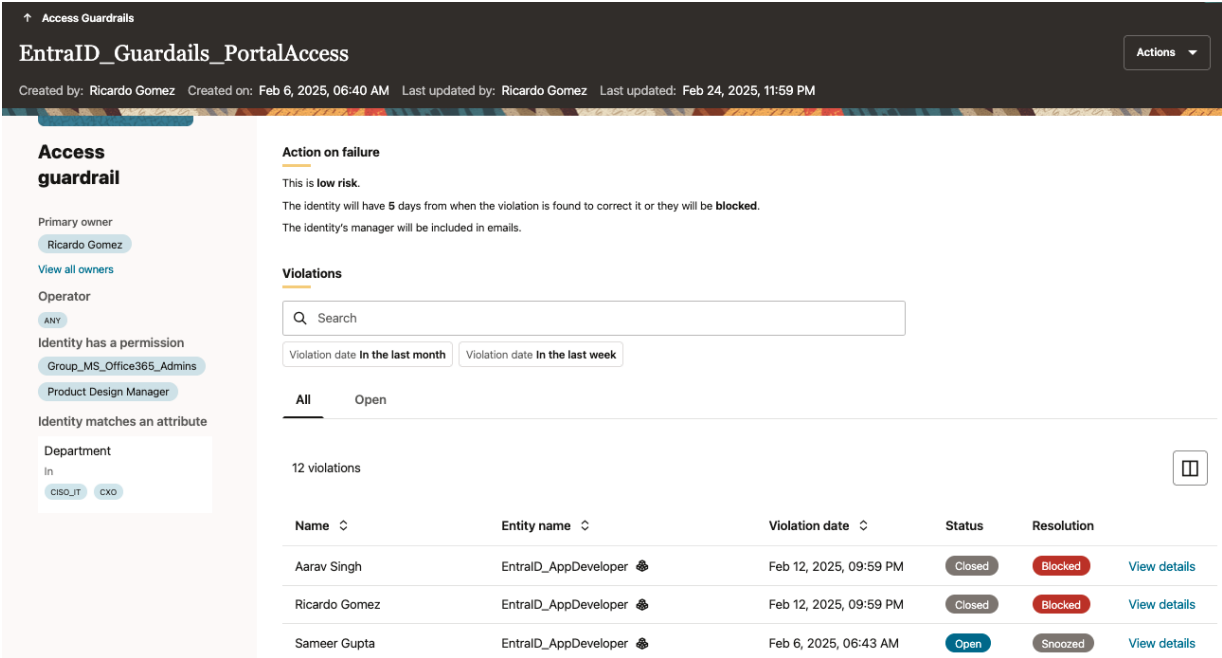 Access Guardrails
EntraID_Guardails_PortalAccess
Actions
Created by: Ricardo Gomez Created on: Feb 6, 2025, 06:40 AM Last updated by: Ricardo Gomez Last updated: Feb 24, 2025, 11:59 PM
Access
guardrail
Primary owner
Ricardo Gomez
View all owners
Operator
ANY
Identity has a permission
Group_MS_Office365_Admins
Product Design Manager
Identity matches an attribute
Department
In
CISO_IT CXO
Action on failure
This is low risk.
The identity will have 5 days from when the violation is found to correct it or they will be blocked.
The identity's manager will be included in emails.
Violations
Search
Violation date In the last month Violation date In the last week
All Open
12 violations
Name Entity name Violation date Status Resolution
Aarav Singh EntraID_AppDeveloper Feb 12, 2025, 09:59 PM Closed Blocked View details
Ricardo Gomez EntraID_AppDeveloper Feb 12, 2025, 09:59 PM Closed Blocked View details
Sameer Gupta EntraID_AppDeveloper Feb 6, 2025, 06:43 AM Open Snoozed View details